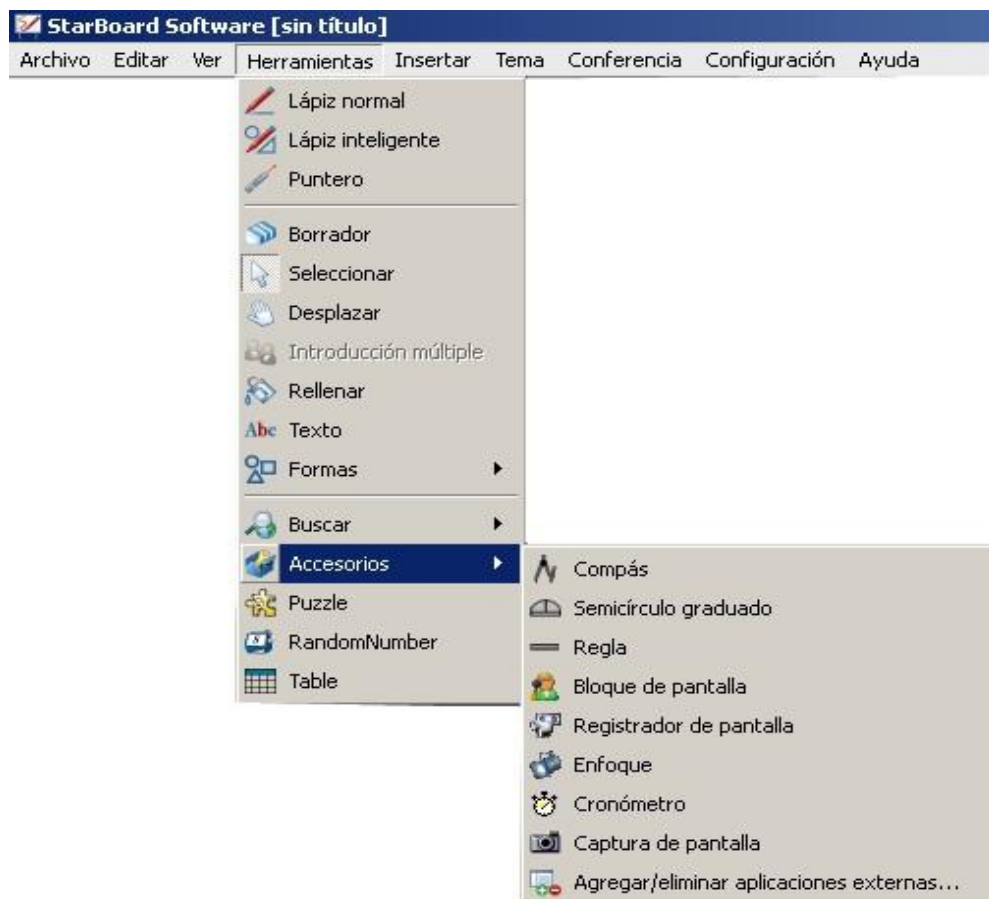 StarBoard Software [sin título]
Archivo Editar Ver Herramientas Insertar Tema Conferencia Configuración Ayuda
Lápiz normal
Lápiz inteligente
Puntero
Borrador
Seleccionar
Desplazar
Introducción múltiple
Rellenar
Abc Texto
Formas
Buscar
Accesorios
Puzzle
RandomNumber
Table
Compás
Semicírculo graduado
Regla
Bloque de pantalla
Registrador de pantalla
Enfoque
Cronómetro
Captura de pantalla
Agregar/eliminar aplicaciones externas...